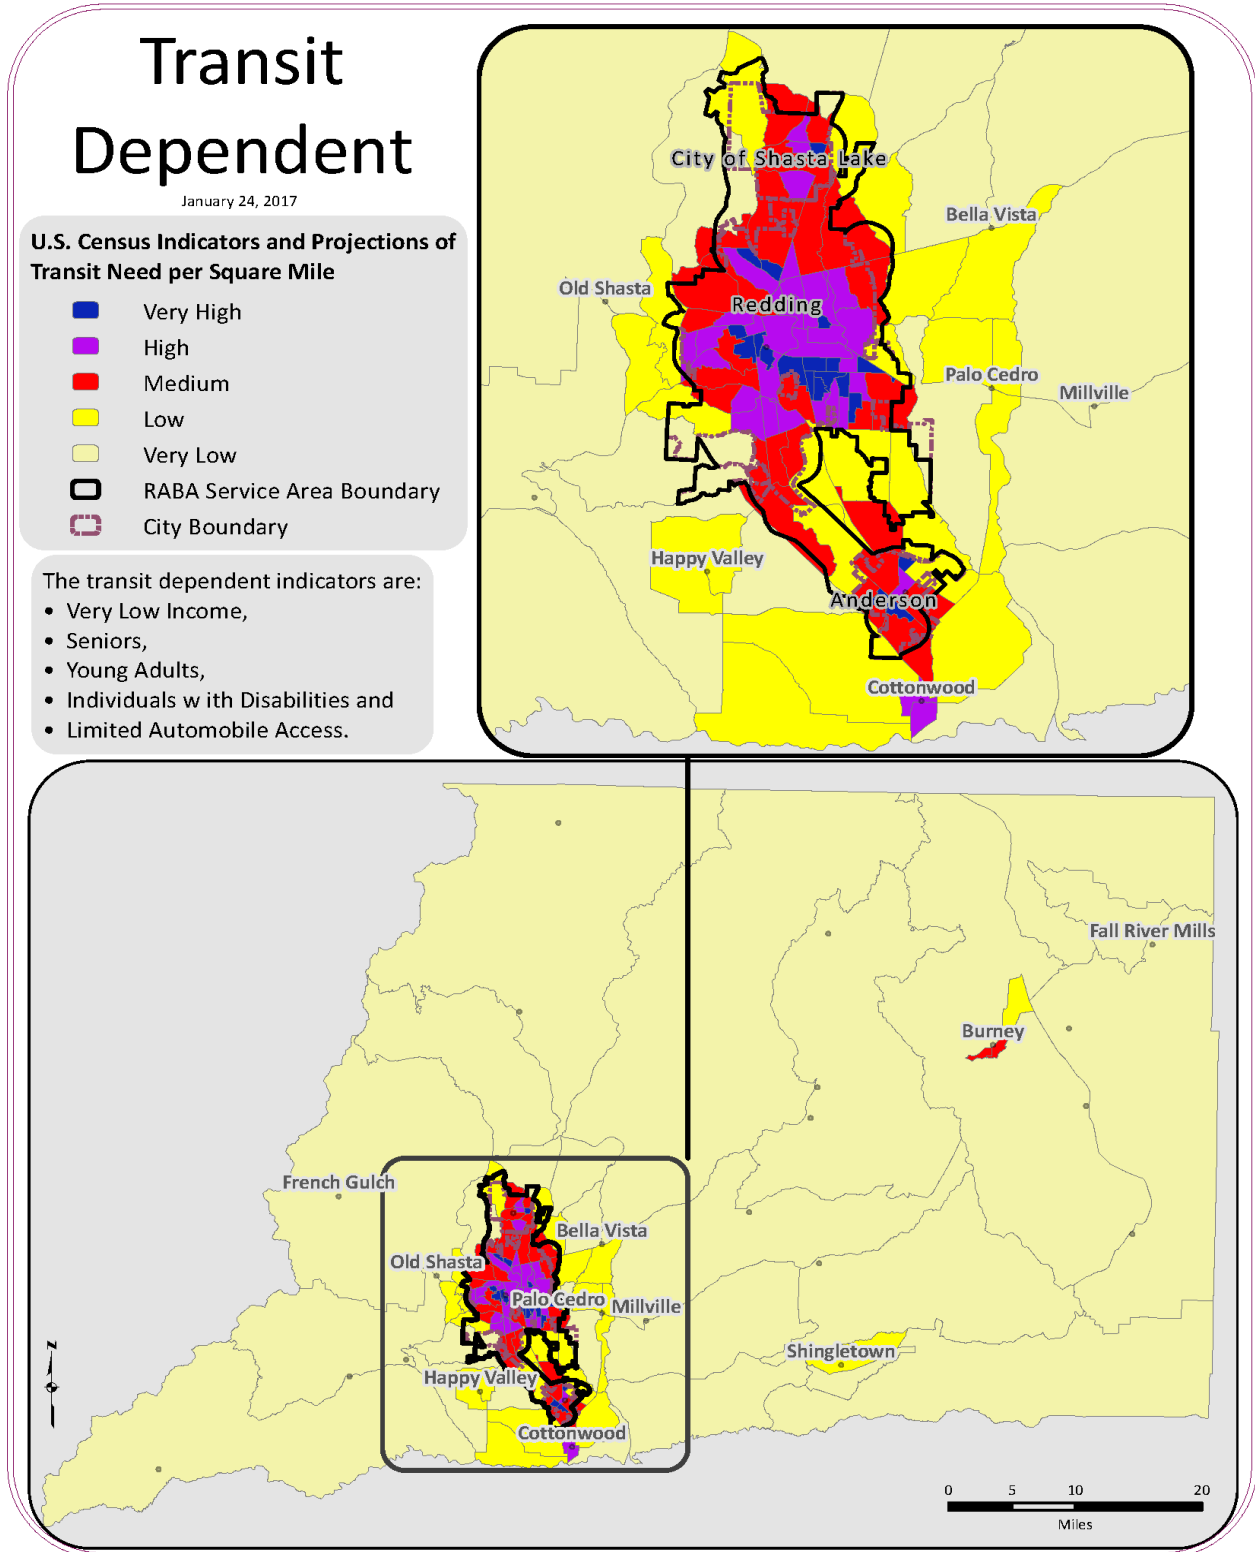 Transit
Dependent
January 24, 2017
U.S. Census Indicators and Projections of
Transit Need per Square Mile
Very High
High
Medium
Low
Very Low
RABA Service Area Boundary
City Boundary
The transit dependent indicators are:
• Very Low Income,
• Seniors,
• Young Adults,
• Individuals w ith Disabilities and
• Limited Automobile Access.
City of Shasta Lake
Bella Vista
Old Shasta
Redding
Palo Cedro
Millville
Happy Valley
Anderson
Cottonwood
Fall River Mills
Burney
French Gulch
Bella Vista
Old Shasta
Palo Cedro
Millville
Shingletown
Happy Valley
Cottonwood
N
0 5 10 20
Miles